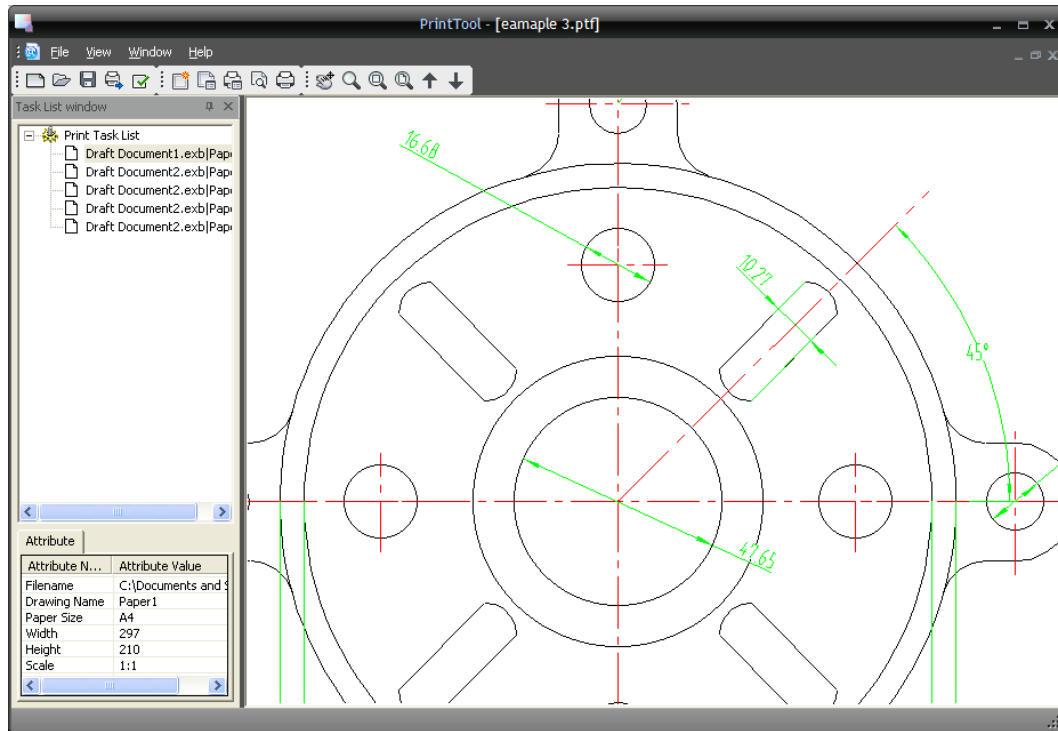 PrintTool - [eamaple 3.ptf]
File View Window Help
Task List window
Print Task List
Draft Document1.exb|Pap
Draft Document2.exb|Pap
Draft Document2.exb|Pap
Draft Document2.exb|Pap
Draft Document2.exb|Pap
Attribute
Attribute N... Attribute Value
Filename C:\Documents and S
Drawing Name Paper1
Paper Size A4
Width 297
Height 210
Scale 1:1
16.68
10.27
45°
47.65